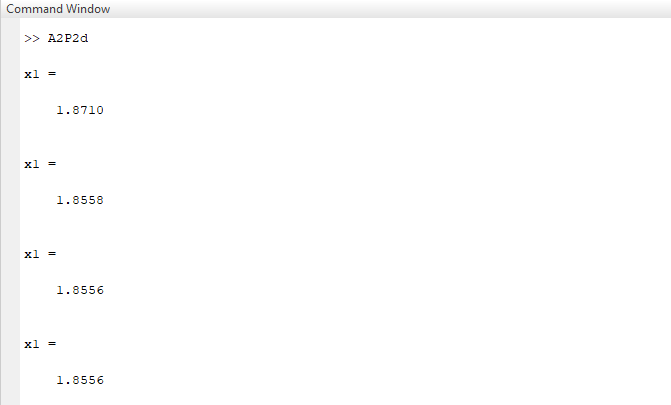 Command Window
>> A2P2d
x1 =
1.8710
x1 =
1.8558
x1 =
1.8556
x1 =
1.8556